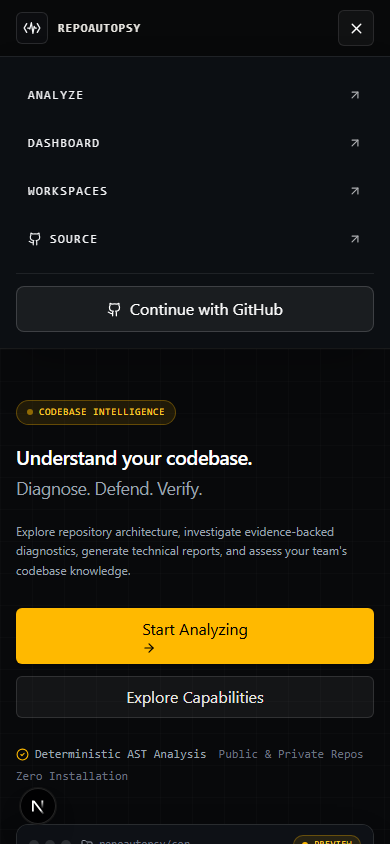 REPOAUTOPSY
ANALYZE
DASHBOARD
WORKSPACES
SOURCE
Continue with GitHub
CODEBASE INTELLIGENCE
Understand your codebase.
Diagnose. Defend. Verify.
Explore repository architecture, investigate evidence-backed
diagnostics, generate technical reports, and assess your team's
codebase knowledge.
Start Analyzing
→
Explore Capabilities
Deterministic AST Analysis Public & Private Repos
Zero Installation
N
PREVIEW